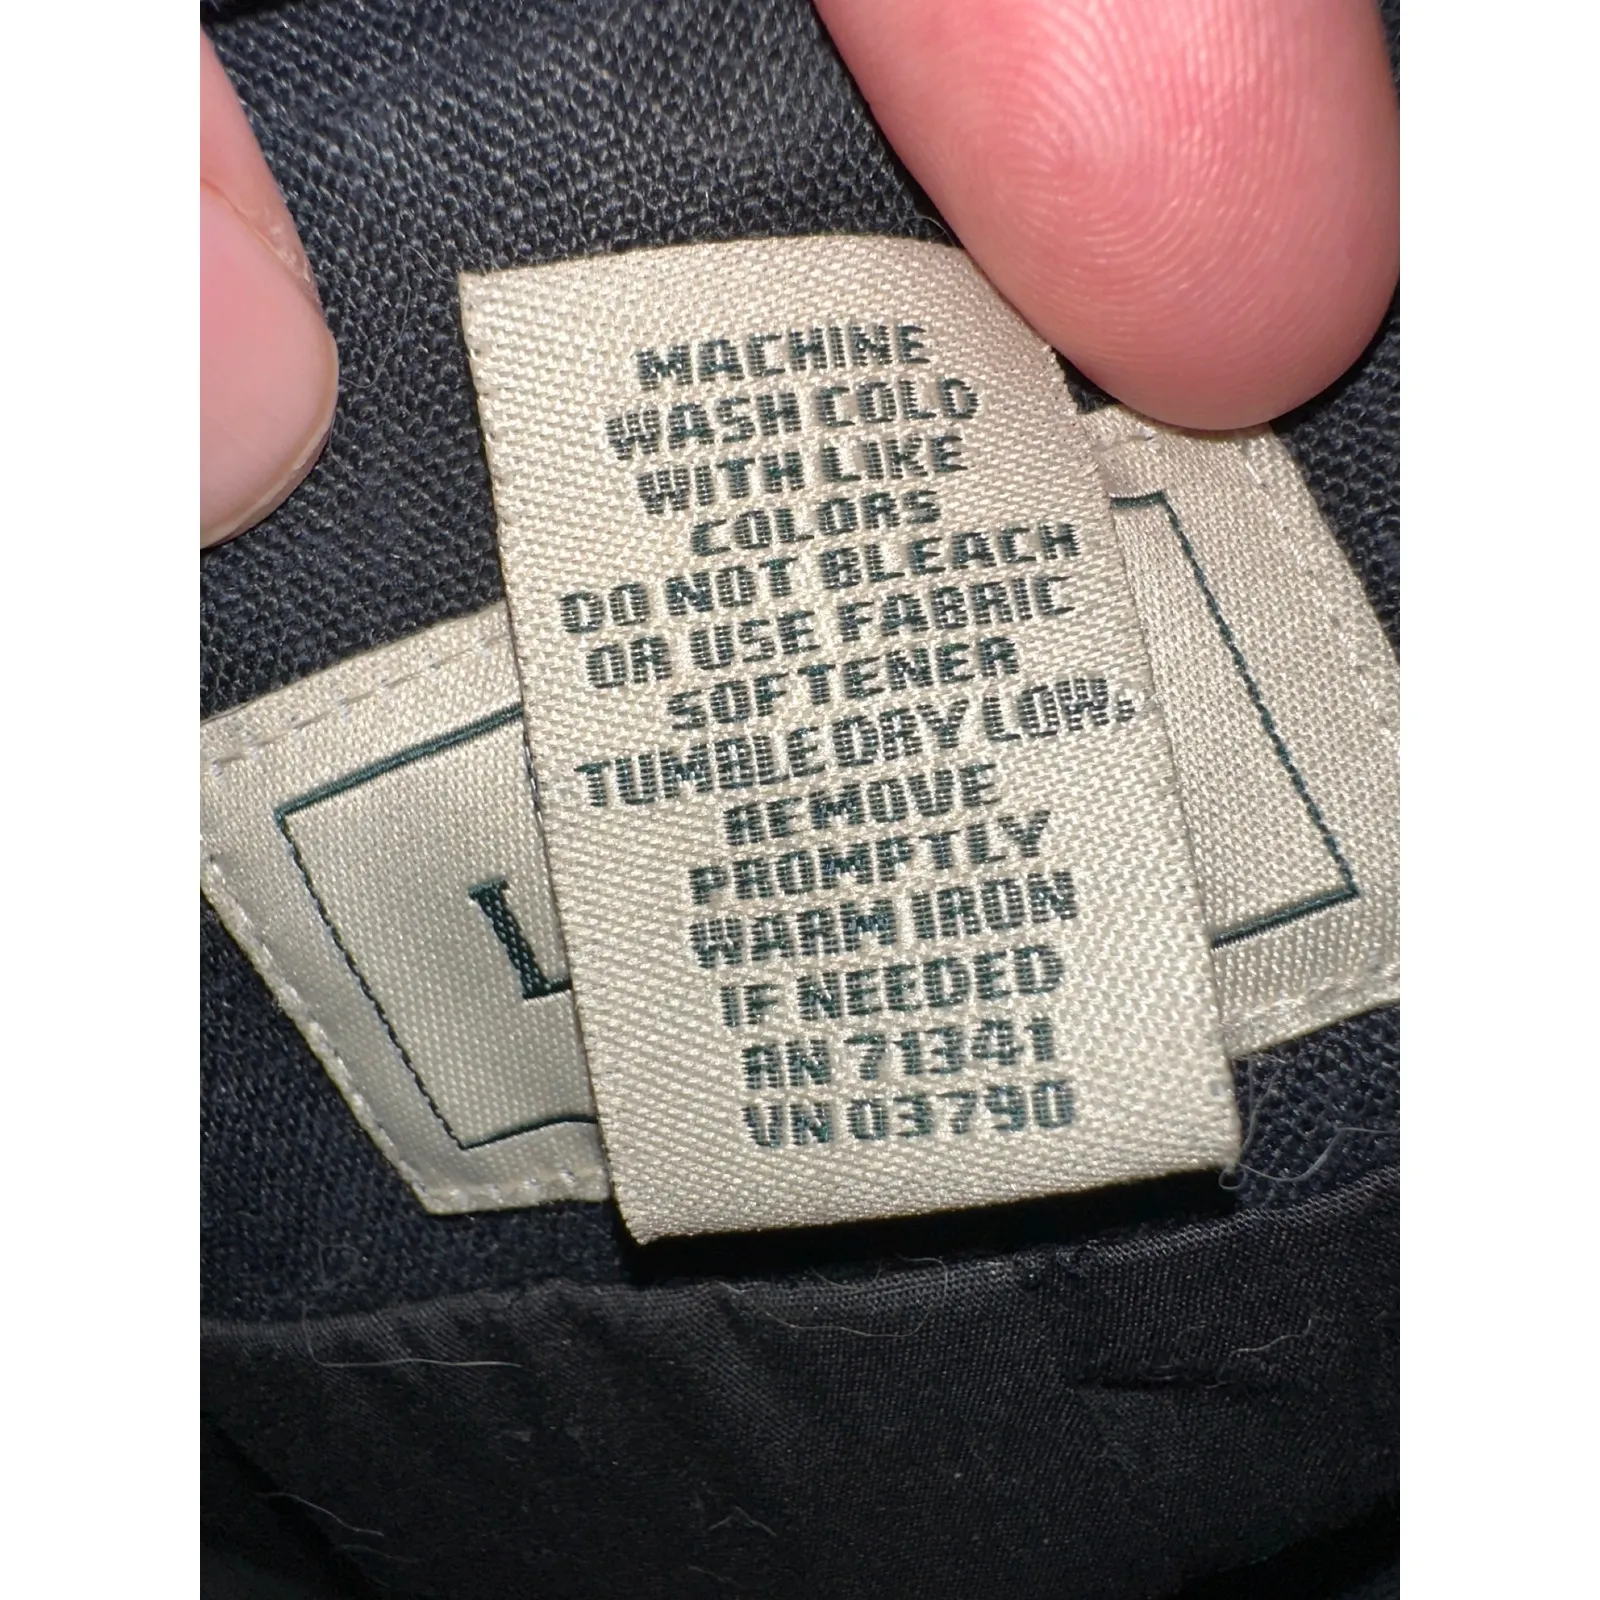 MACHINE
WASH COLD
WITH LIKE
COLORS
DO NOT BLEACH
OR USE FABRIC
SOFTENER
TUMBLE DRY LOW,
REMOVE
PROMPTLY
WARM IRON
IF NEEDED
RN 71341
VN 03790
L